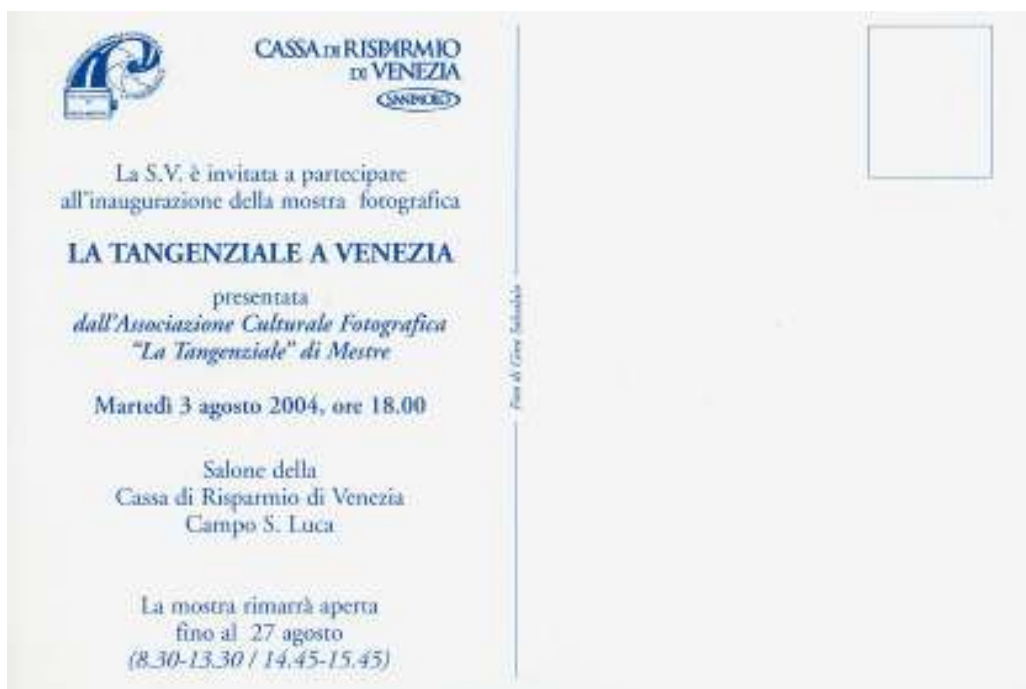 CASSA DI RISPARMIO
DI VENEZIA
SANPAOLO
La S.V. è invitata a partecipare
all'inaugurazione della mostra fotografica
LA TANGENZIALE A VENEZIA
presentata
dall'Associazione Culturale Fotografica
"La Tangenziale" di Mestre
Martedì 3 agosto 2004, ore 18.00
Salone della
Cassa di Risparmio di Venezia
Campo S. Luca
La mostra rimarrà aperta
fino al 27 agosto
(8.30-13.30 / 14.45-15.45)
Foto di